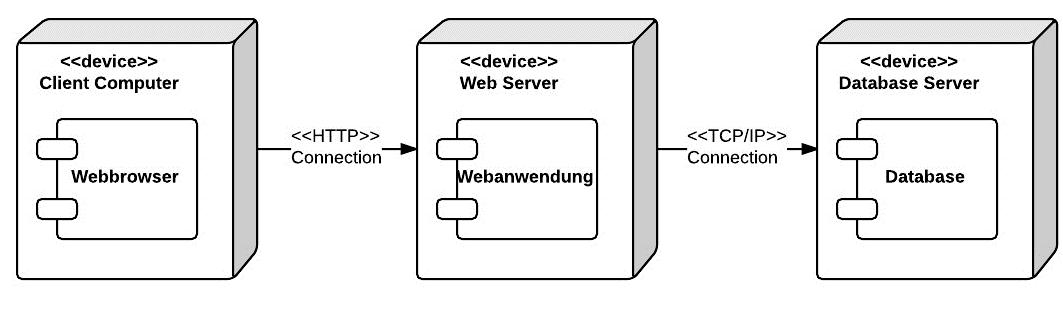 <<device>>
Client Computer
Webbrowser
<<HTTP>>
Connection
<<device>>
Web Server
Webanwendung
<<TCP/IP>>
Connection
<<device>>
Database Server
Database